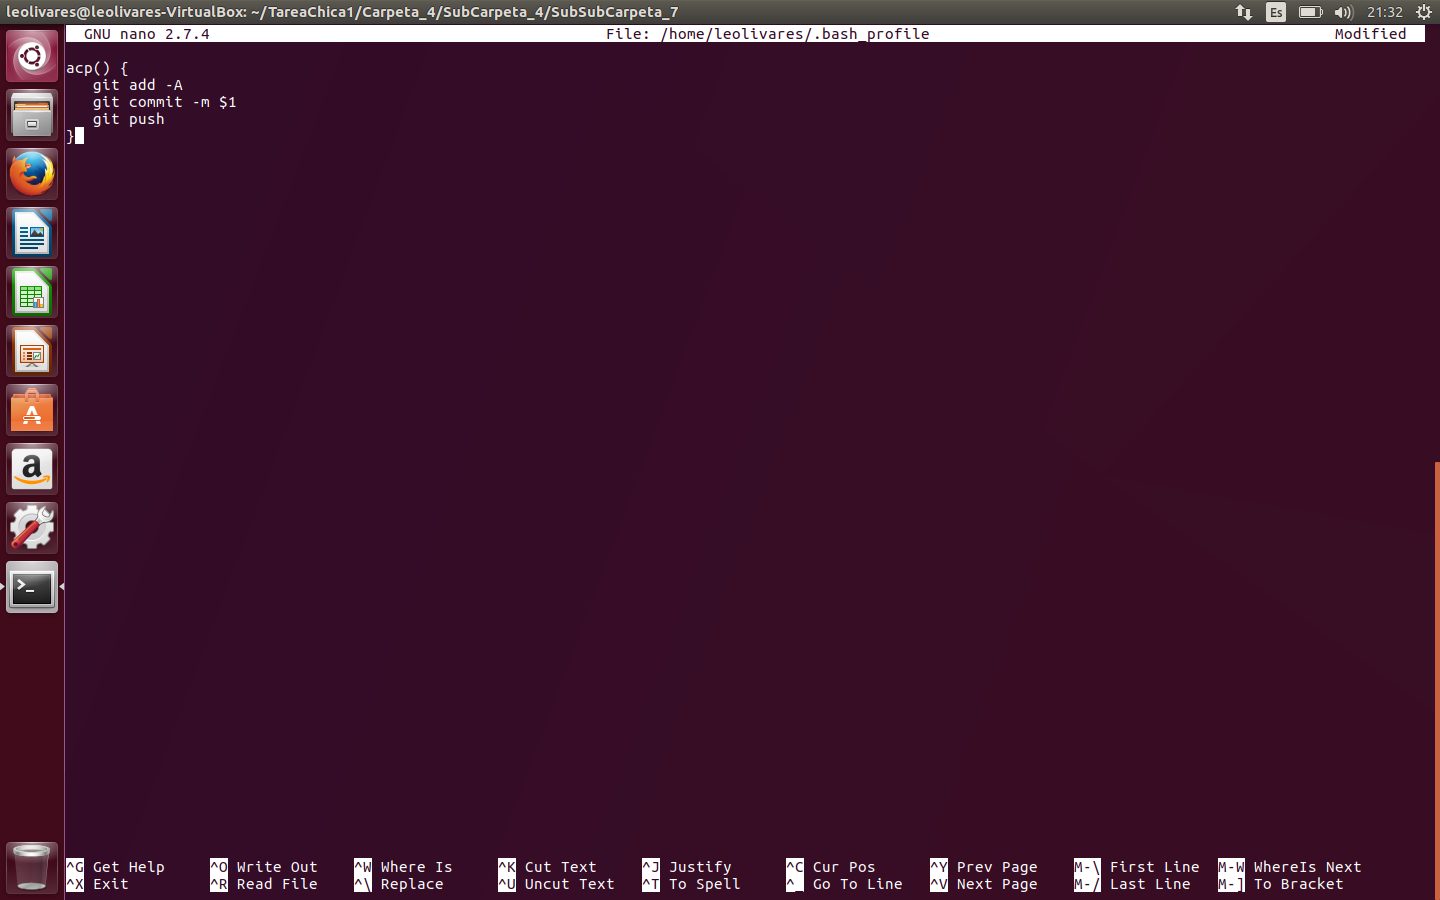 leolivares@leolivares-VirtualBox: ~/TareaChica1/Carpeta_4/SubCarpeta_4/SubSubCarpeta_7 Es 21:32
GNU nano 2.7.4 File: /home/leolivares/.bash_profile Modified
acp() {
   git add -A
   git commit -m $1
   git push
}
^G Get Help ^O Write Out ^W Where Is ^K Cut Text ^J Justify ^C Cur Pos ^Y Prev Page M-\ First Line M-W WhereIs Next
^X Exit ^R Read File ^\ Replace ^U Uncut Text ^T To Spell ^_ Go To Line ^V Next Page M-/ Last Line M-] To Bracket